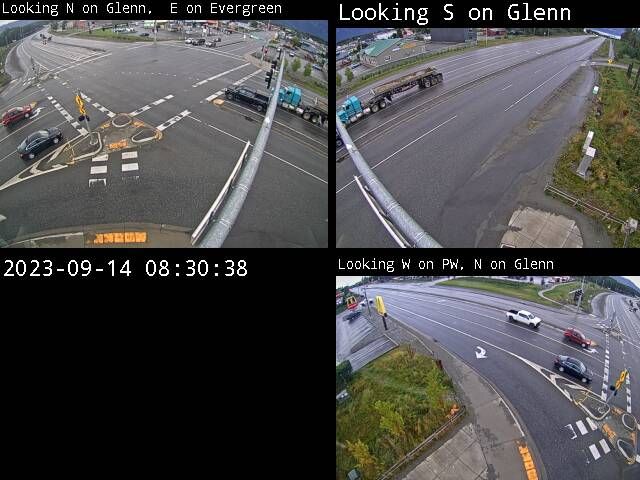 Looking N on Glenn,  E on Evergreen
Looking S on Glenn
2023-09-14 08:30:38
Looking W on PW, N on Glenn